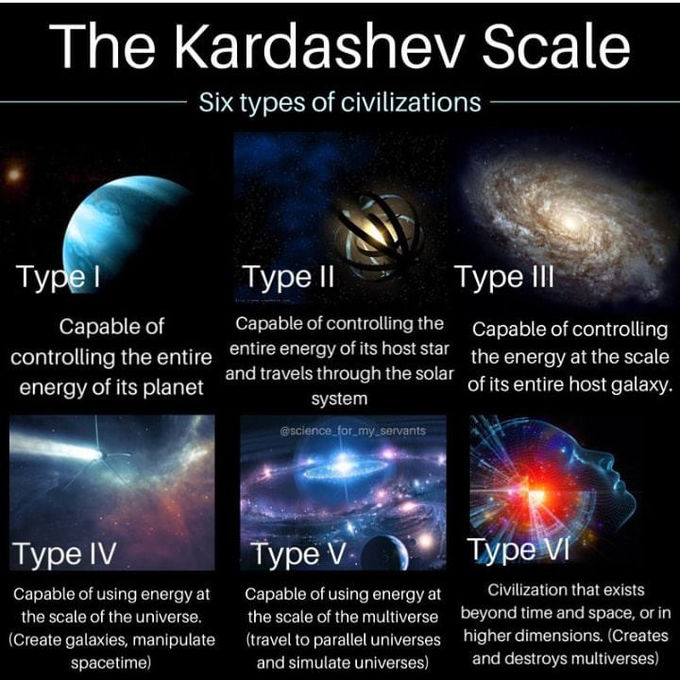 The Kardashev Scale
Six types of civilizations
Type I
Capable of
controlling the entire
energy of its planet
Type II
Capable of controlling the
entire energy of its host star
and travels through the solar
system
Type III
Capable of controlling
the energy at the scale
of its entire host galaxy.
Type IV
Capable of using energy at
the scale of the universe.
(Create galaxies, manipulate
spacetime)
@science_for_my_servants
Type V
Capable of using energy at
the scale of the multiverse
(travel to parallel universes
and simulate universes)
Type VI
Civilization that exists
beyond time and space, or in
higher dimensions. (Creates
and destroys multiverses)